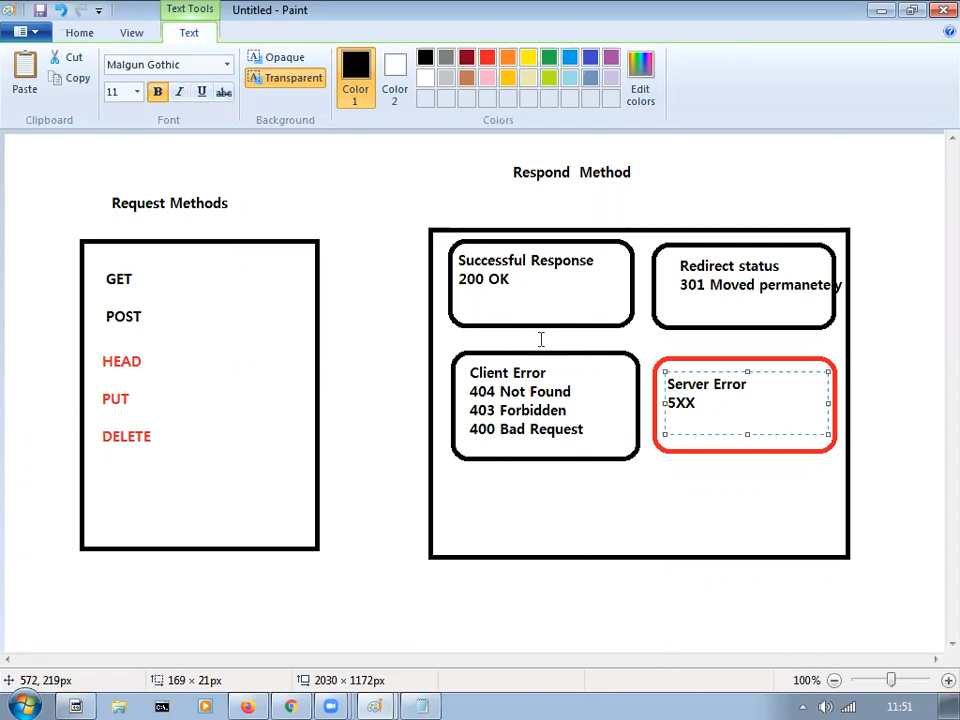 Text Tools
Untitled - Paint
Home
View
Text
Paste
Cut
Copy
Clipboard
Malgun Gothic
11
B
I
U
abc
Font
Opaque
Transparent
Background
Color
1
Color
2
Edit
colors
Colors
Respond Method
Request Methods
GET
POST
HEAD
PUT
DELETE
Successful Response
200 OK
Redirect status
301 Moved permanetely
Client Error
404 Not Found
403 Forbidden
400 Bad Request
Server Error
5XX
572, 219px
169 × 21px
2030 × 1172px
100%
11:51